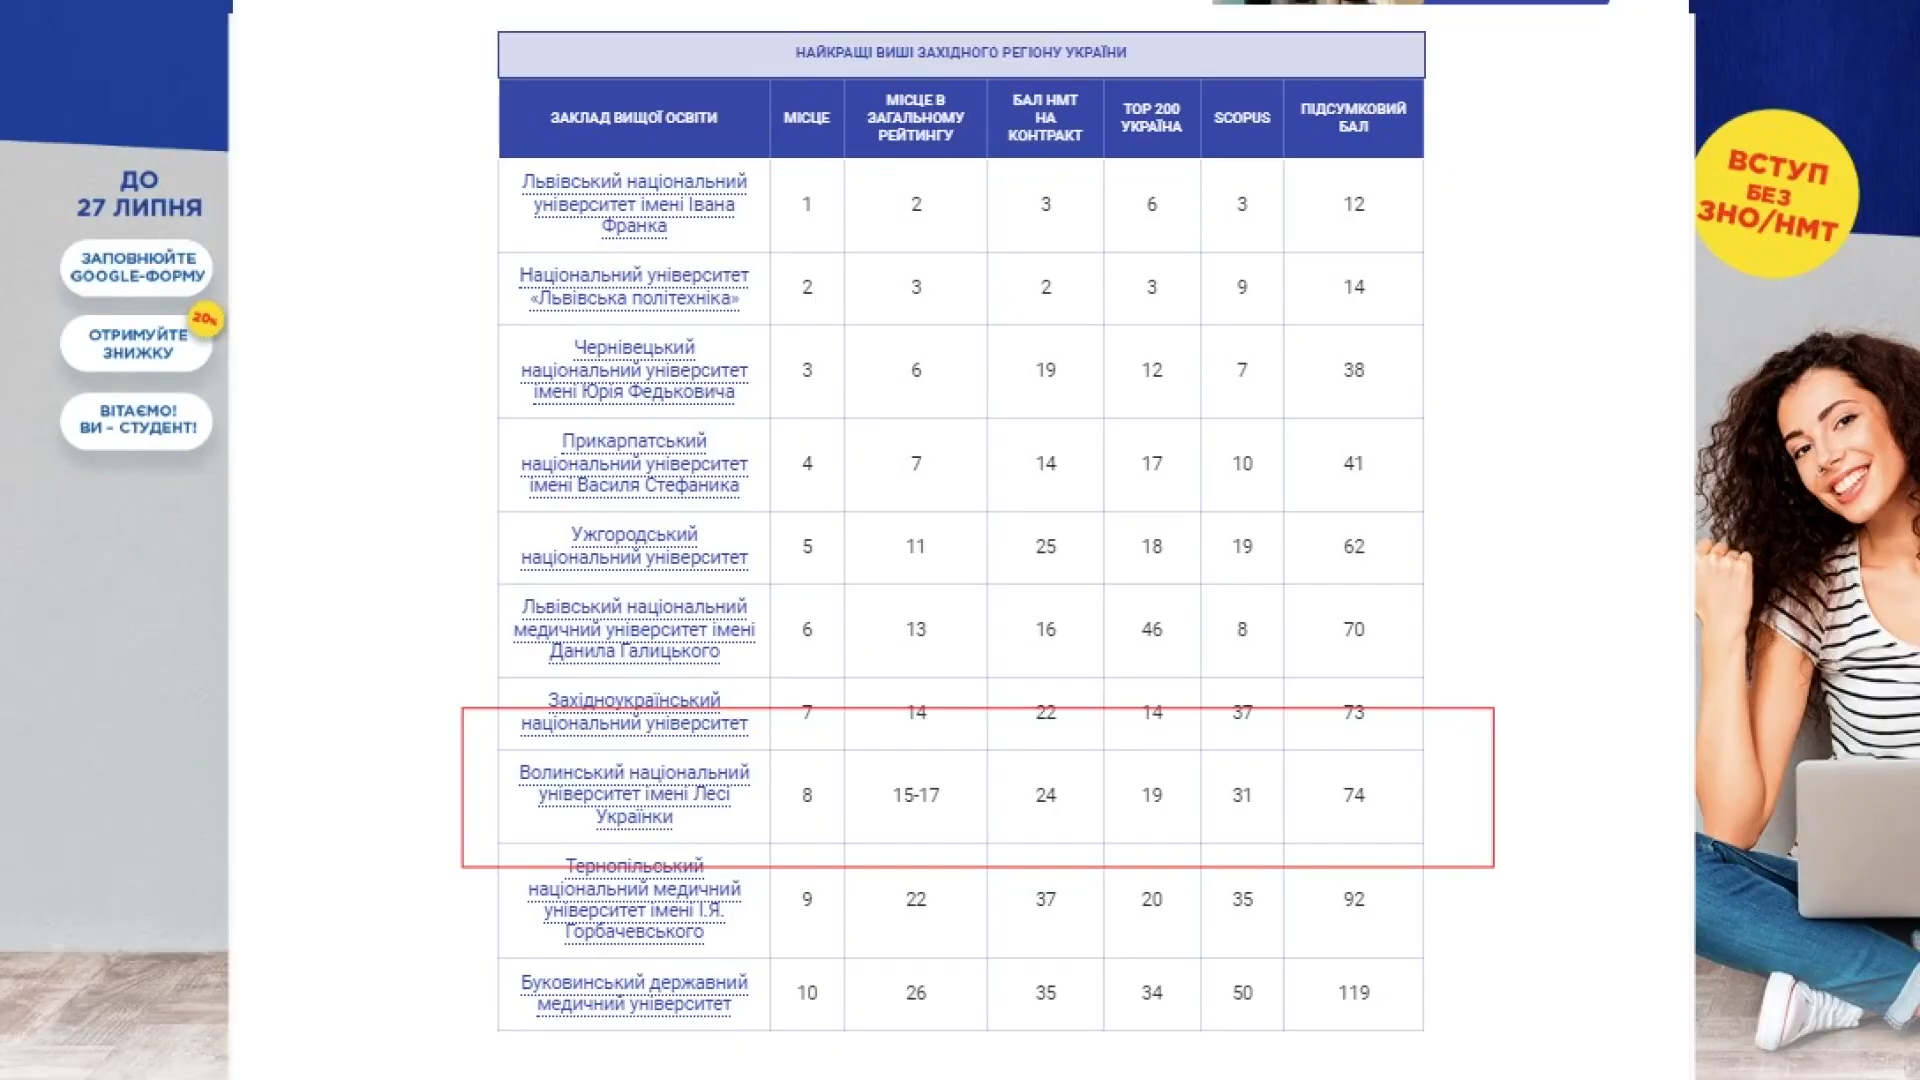 НАЙКРАЩІ ВИШІ ЗАХІДНОГО РЕГІОНУ УКРАЇНИ
ЗАКЛАД ВИЩОЇ ОСВІТИ
МІСЦЕ
МІСЦЕ В
ЗАГАЛЬНОМУ
РЕЙТИНГУ
БАЛ НМТ
НА
КОНТРАКТ
TOP 200
УКРАЇНА
SCOPUS
ПІДСУМКОВИЙ
БАЛ
Львівський національний
університет імені Івана
Франка
1
2
3
6
3
12
Національний університет
«Львівська політехніка»
2
3
2
3
9
14
Чернівецький
національний університет
імені Юрія Федьковича
3
6
19
12
7
38
Прикарпатський
національний університет
імені Василя Стефаника
4
7
14
17
10
41
Ужгородський
національний університет
5
11
25
18
19
62
Львівський національний
медичний університет імені
Данила Галицького
6
13
16
46
8
70
Західноукраїнський
національний університет
7
14
22
14
37
73
Волинський національний
університет імені Лесі
Українки
8
15-17
24
19
31
74
Тернопільський
національний медичний
університет імені І.Я.
Горбачевського
9
22
37
20
35
92
Буковинський державний
медичний університет
10
26
35
34
50
119
ДО
27 ЛИПНЯ
ЗАПОВНЮЙТЕ
GOOGLE-ФОРМУ
20%
ОТРИМУЙТЕ
ЗНИЖКУ
ВІТАЄМО!
ВИ – СТУДЕНТ!
ВСТУП
БЕЗ
ЗНО/НМТ